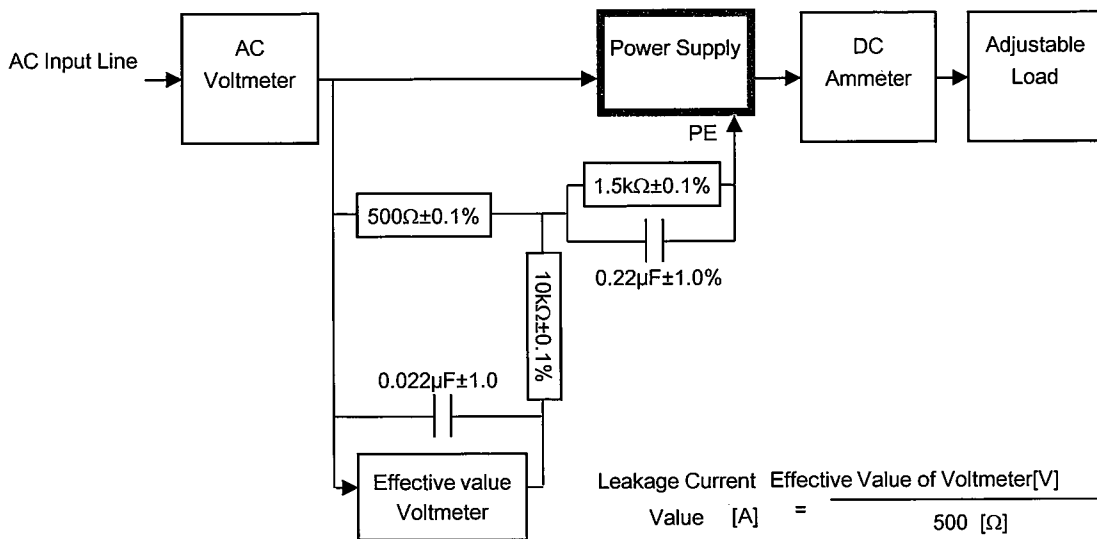 AC Input Line
AC
Voltmeter
Power Supply
DC
Ammeter
Adjustable
Load
PE
1.5kΩ±0.1%
500Ω±0.1%
0.22µF±1.0%
10kΩ±0.1%
0.022µF±1.0
Effective value
Voltmeter
Leakage Current Effective Value of Voltmeter[V]
Value [A] =
500 [Ω]